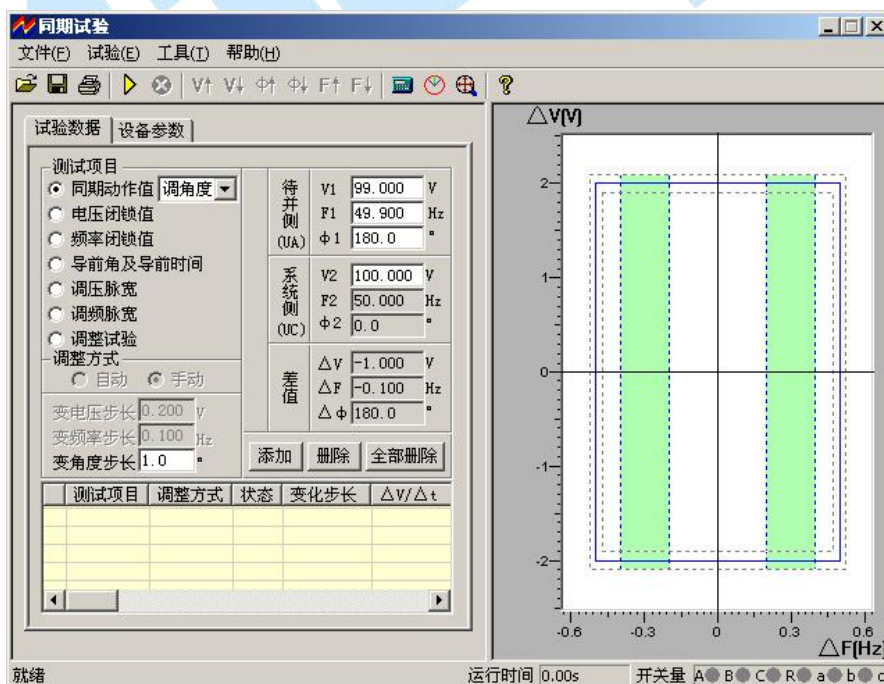 同期试验
文件(F) 试验(E) 工具(T) 帮助(H)
V↑ V↓ Φ↑ Φ↓ F↑ F↓
试验数据 设备参数
测试项目
同期动作值 调角度
电压闭锁值
频率闭锁值
导前角及导前时间
调压脉宽
调频脉宽
调整试验
调整方式
自动 手动
变电压步长 0.200 V
变频率步长 0.100 Hz
变角度步长 1.0 °
待并侧(UA)
V1 99.000 V
F1 49.900 Hz
Φ1 180.0 °
系统侧(UC)
V2 100.000 V
F2 50.000 Hz
Φ2 0.0 °
差值
△V -1.000 V
△F -0.100 Hz
△Φ 180.0 °
添加 删除 全部删除
测试项目 调整方式 状态 变化步长 △V/△t
△V[V]
2
1
0
-1
-2
-0.6 -0.3 0 0.3 0.6
△F[Hz]
就绪 运行时间 0.00s 开关量 A B C R a b c